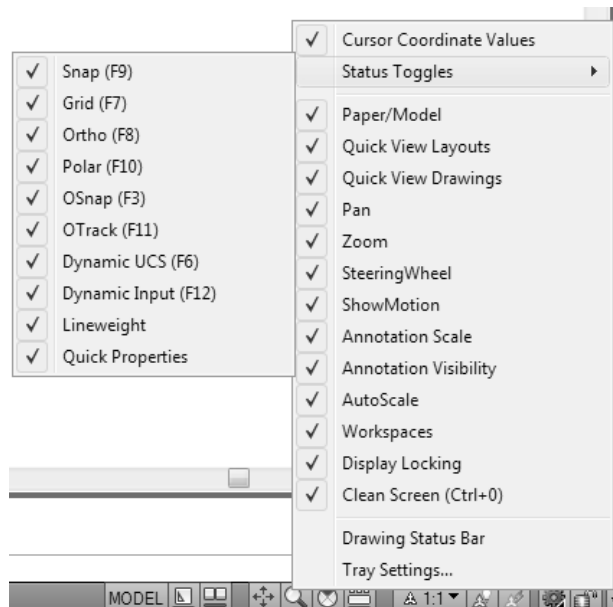 Cursor Coordinate Values
Status Toggles
Snap (F9)
Grid (F7)
Ortho (F8)
Polar (F10)
OSnap (F3)
OTrack (F11)
Dynamic UCS (F6)
Dynamic Input (F12)
Lineweight
Quick Properties
Paper/Model
Quick View Layouts
Quick View Drawings
Pan
Zoom
SteeringWheel
ShowMotion
Annotation Scale
Annotation Visibility
AutoScale
Workspaces
Display Locking
Clean Screen (Ctrl+0)
Drawing Status Bar
Tray Settings...
MODEL 1:1